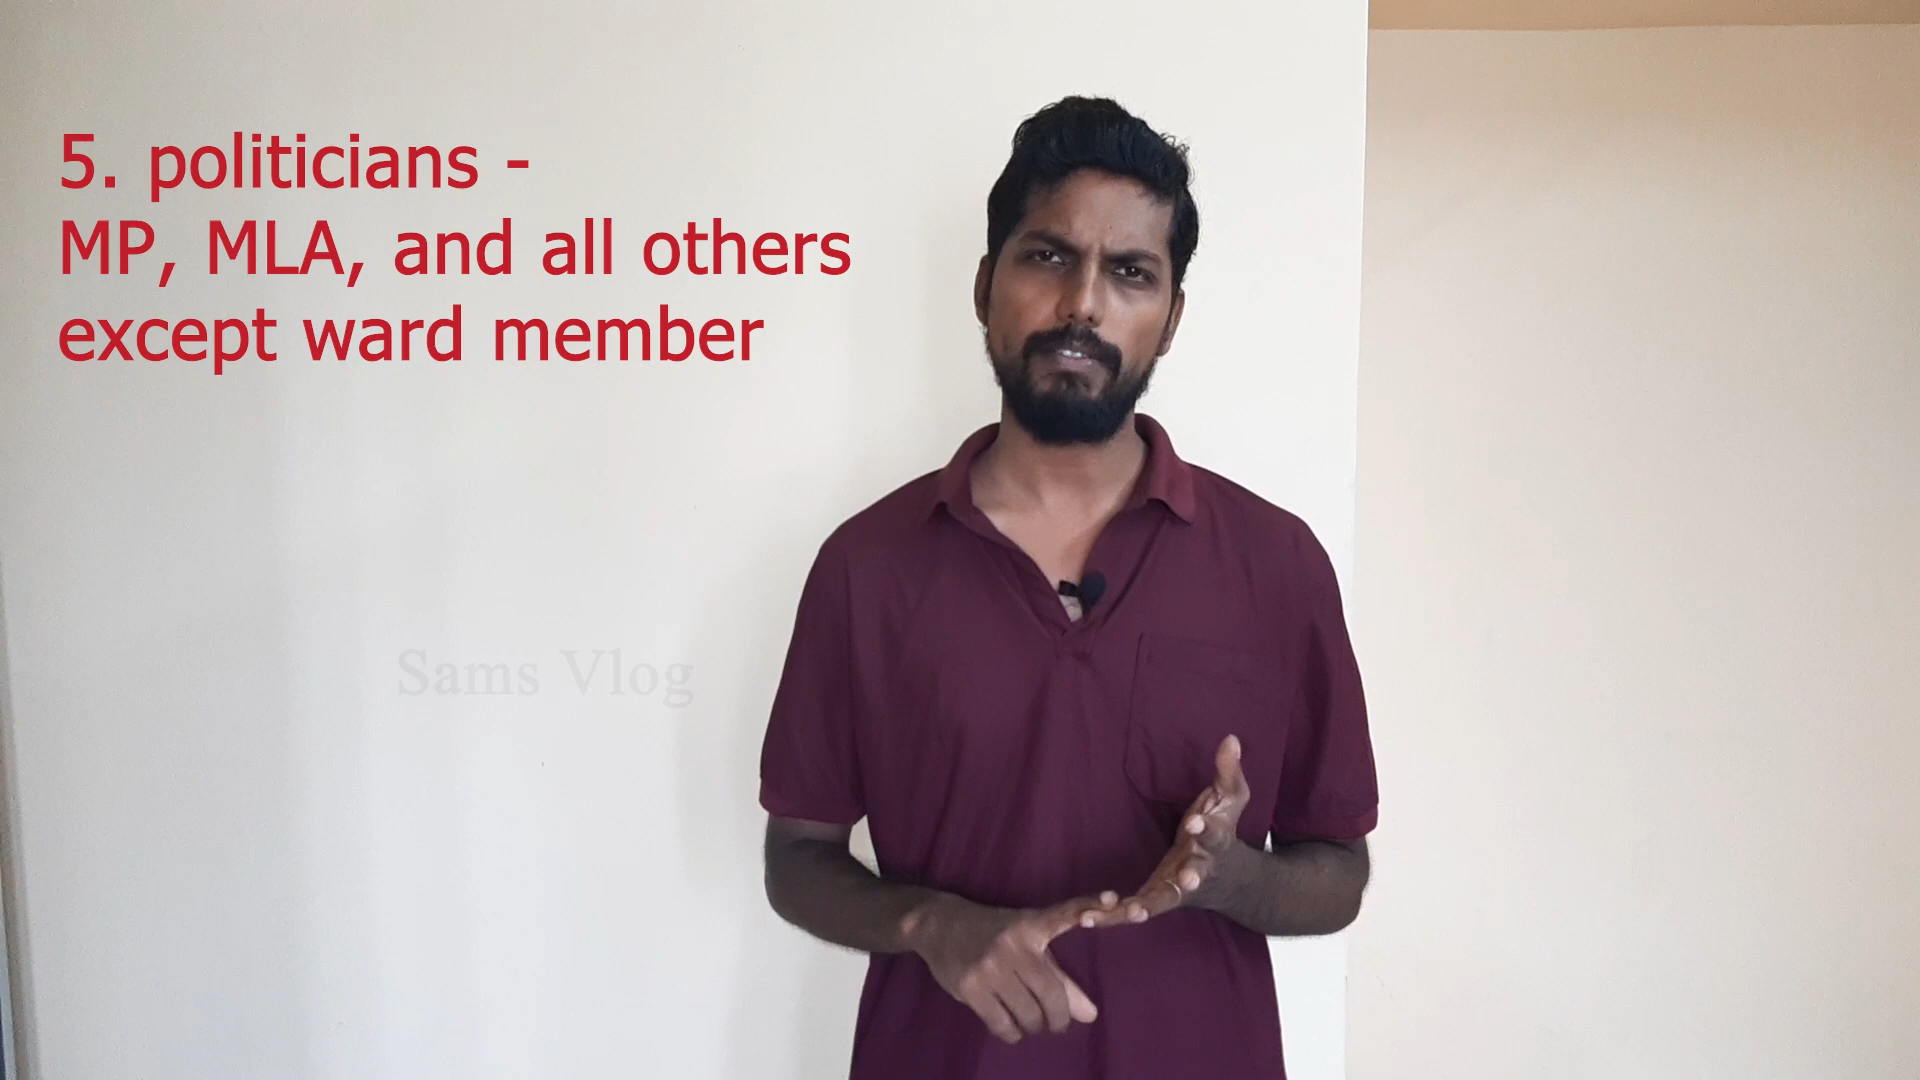 5. politicians -
MP, MLA, and all others
except ward member
Sams Vlog